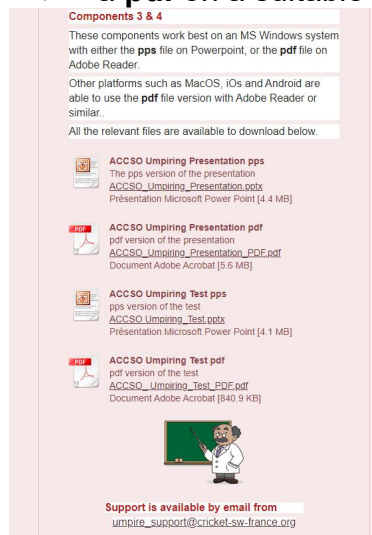 a pdf on a suitable
Components 3 & 4
These components work best on an MS Windows system
with either the pps file on Powerpoint, or the pdf file on
Adobe Reader.
Other platforms such as MacOS, iOs and Android are
able to use the pdf file version with Adobe Reader or
similar..
All the relevant files are available to download below.
ACCSO Umpiring Presentation pps
The pps version of the presentation
ACCSO_Umpiring_Presentation.pptx
Présentation Microsoft Power Point [4.4 MB]
PDF
ACCSO Umpiring Presentation pdf
pdf version of the presentation
ACCSO_Umpiring_Presentation_PDF.pdf
Document Adobe Acrobat [5.6 MB]
ACCSO Umpiring Test pps
pps version of the test
ACCSO Umpiring_Test.pptx
Présentation Microsoft Power Point [4.1 MB]
PDF
ACCSO Umpiring Test pdf
pdf version of the test
ACCSO_ Umpiring_Test_PDF.pdf
Document Adobe Acrobat [840.9 KB]
Support is available by email from
umpire_support@cricket-sw-france.org